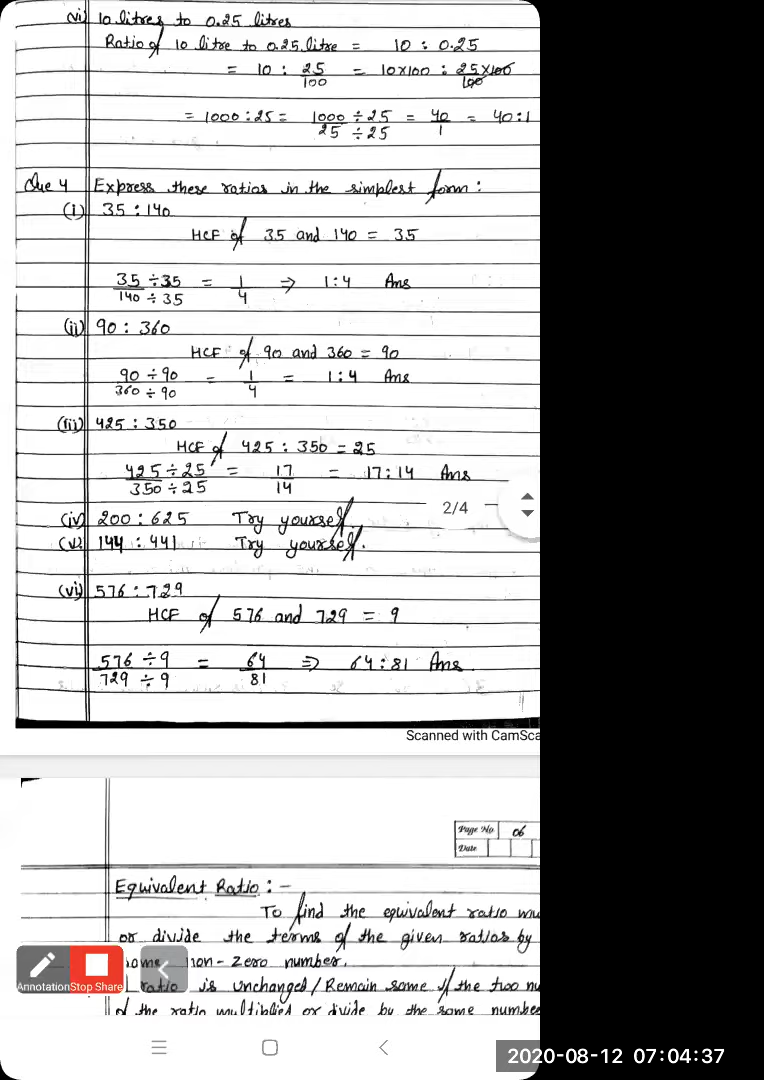 (vi) 10 litres to 0.25 litres
Ratio of 10 litre to 0.25 litre = 10 : 0.25
= 10 : 25/100 = 10×100 : 25×100/100
= 1000 : 25 = 1000 ÷ 25/25 ÷ 25 = 40/1 = 40:1
Que 4 Express these ratios in the simplest form :
(i) 35 : 140
HCF of 35 and 140 = 35
35 ÷ 35/140 ÷ 35 = 1/4 ⇒ 1:4 Ans
(ii) 90 : 360
HCF of 90 and 360 = 90
90 ÷ 90/360 ÷ 90 = 1/4 = 1:4 Ans
(iii) 425 : 350
HCF of 425 : 350 = 25
425 ÷ 25/350 ÷ 25 = 17/14 = 17:14 Ans
2/4
(iv) 200 : 625 Try yourself
(v) 144 : 441 Try yourself.
(vi) 576 : 729
HCF of 576 and 729 = 9
576 ÷ 9/729 ÷ 9 = 64/81 ⇒ 64:81 Ans.
Scanned with CamSca
Page No. 06
Date
Equivalent Ratio : -
To find the equivalent ratio mu
or divide the terms of the given ratios by
same non-zero number.
ratio is unchanged/Remain same if the two nu
of the ratio multiplied or divide by the same number
Annotation Stop Share
2020-08-12 07:04:37